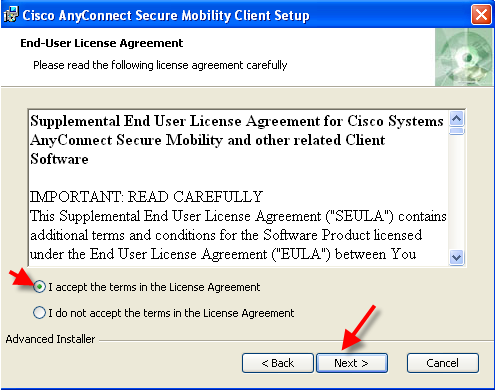 Cisco AnyConnect Secure Mobility Client Setup
End-User License Agreement
Please read the following license agreement carefully
Supplemental End User License Agreement for Cisco Systems
AnyConnect Secure Mobility and other related Client
Software
IMPORTANT: READ CAREFULLY
This Supplemental End User License Agreement ("SEULA") contains
additional terms and conditions for the Software Product licensed
under the End User License Agreement ("EULA") between You
I accept the terms in the License Agreement
I do not accept the terms in the License Agreement
Advanced Installer
< Back
Next >
Cancel